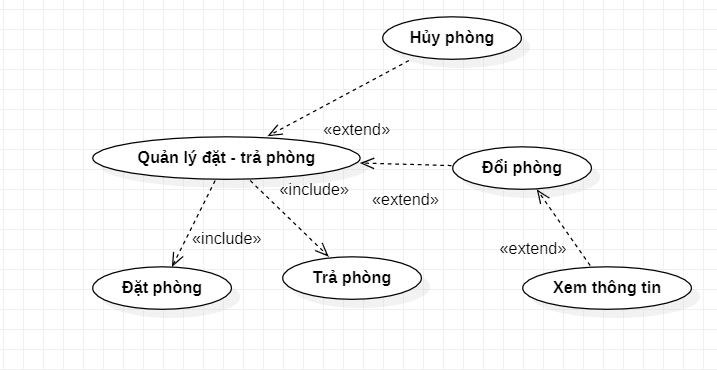 Hủy phòng
«extend»
Quản lý đặt - trả phòng
Đổi phòng
«include»
«extend»
«include»
«extend»
Đặt phòng
Trả phòng
Xem thông tin